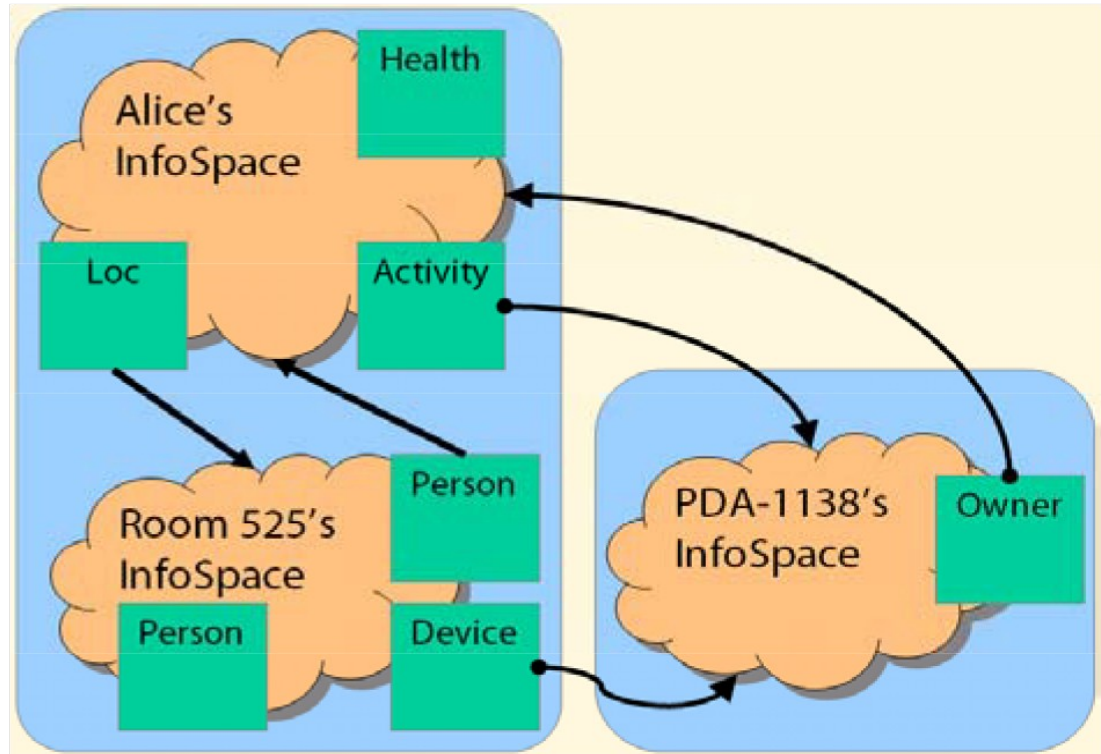 Health
Alice's
InfoSpace
Loc
Activity
Person
Room 525's
InfoSpace
Person
Device
PDA-1138's
InfoSpace
Owner